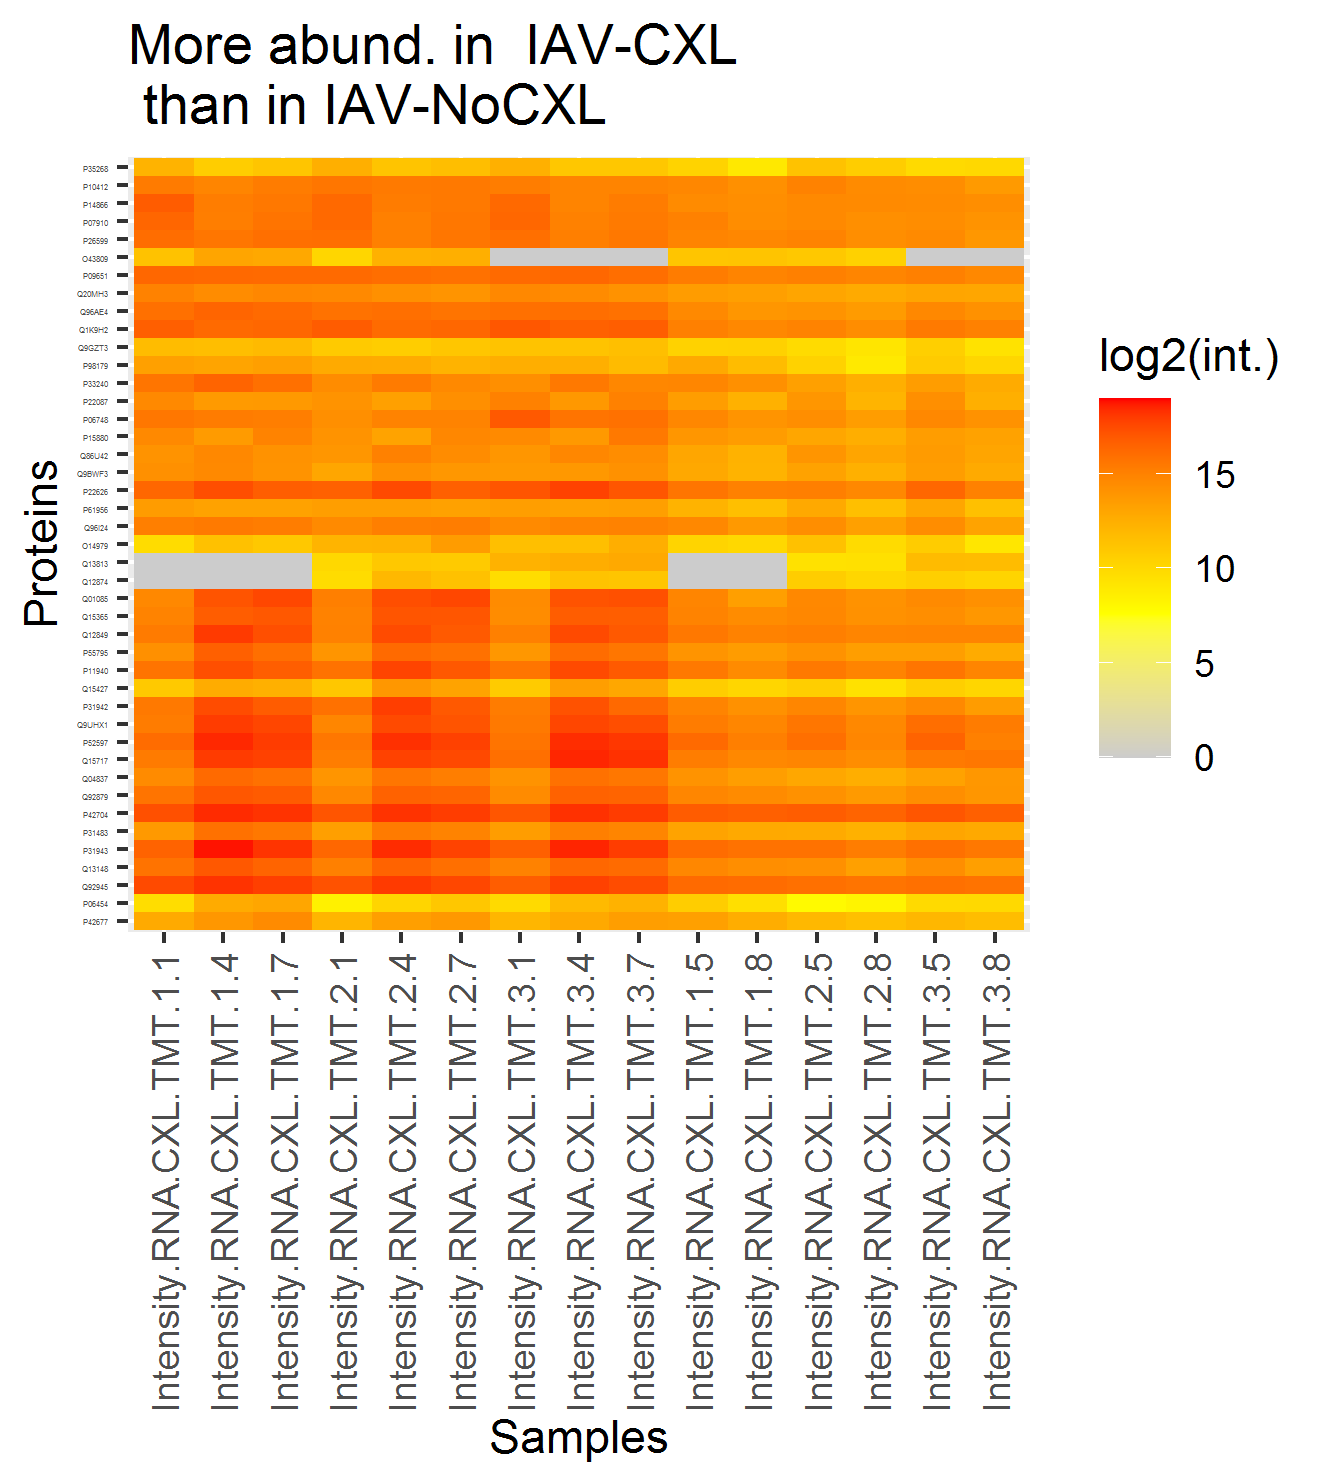 More abund. in  IAV-CXL
than in IAV-NoCXL
Proteins
P35268
P10412
P14866
P07910
P26599
O43809
P09651
Q20MH3
Q96AE4
Q1K9H2
Q9GZT3
P98179
P33240
P22087
P06748
P15880
Q86U42
Q9BWF3
P22626
P61956
Q96I24
O14979
Q13813
Q12874
Q01085
Q15365
Q12849
P55795
P11940
Q15427
P31942
Q9UHX1
P52597
Q15717
Q04837
Q92879
P42704
P31483
P31943
Q13148
Q92945
P06454
P42677
Intensity.RNA.CXL.TMT.1.1
Intensity.RNA.CXL.TMT.1.4
Intensity.RNA.CXL.TMT.1.7
Intensity.RNA.CXL.TMT.2.1
Intensity.RNA.CXL.TMT.2.4
Intensity.RNA.CXL.TMT.2.7
Intensity.RNA.CXL.TMT.3.1
Intensity.RNA.CXL.TMT.3.4
Intensity.RNA.CXL.TMT.3.7
Intensity.RNA.CXL.TMT.1.5
Intensity.RNA.CXL.TMT.1.8
Intensity.RNA.CXL.TMT.2.5
Intensity.RNA.CXL.TMT.2.8
Intensity.RNA.CXL.TMT.3.5
Intensity.RNA.CXL.TMT.3.8
Samples
log2(int.)
15
10
5
0